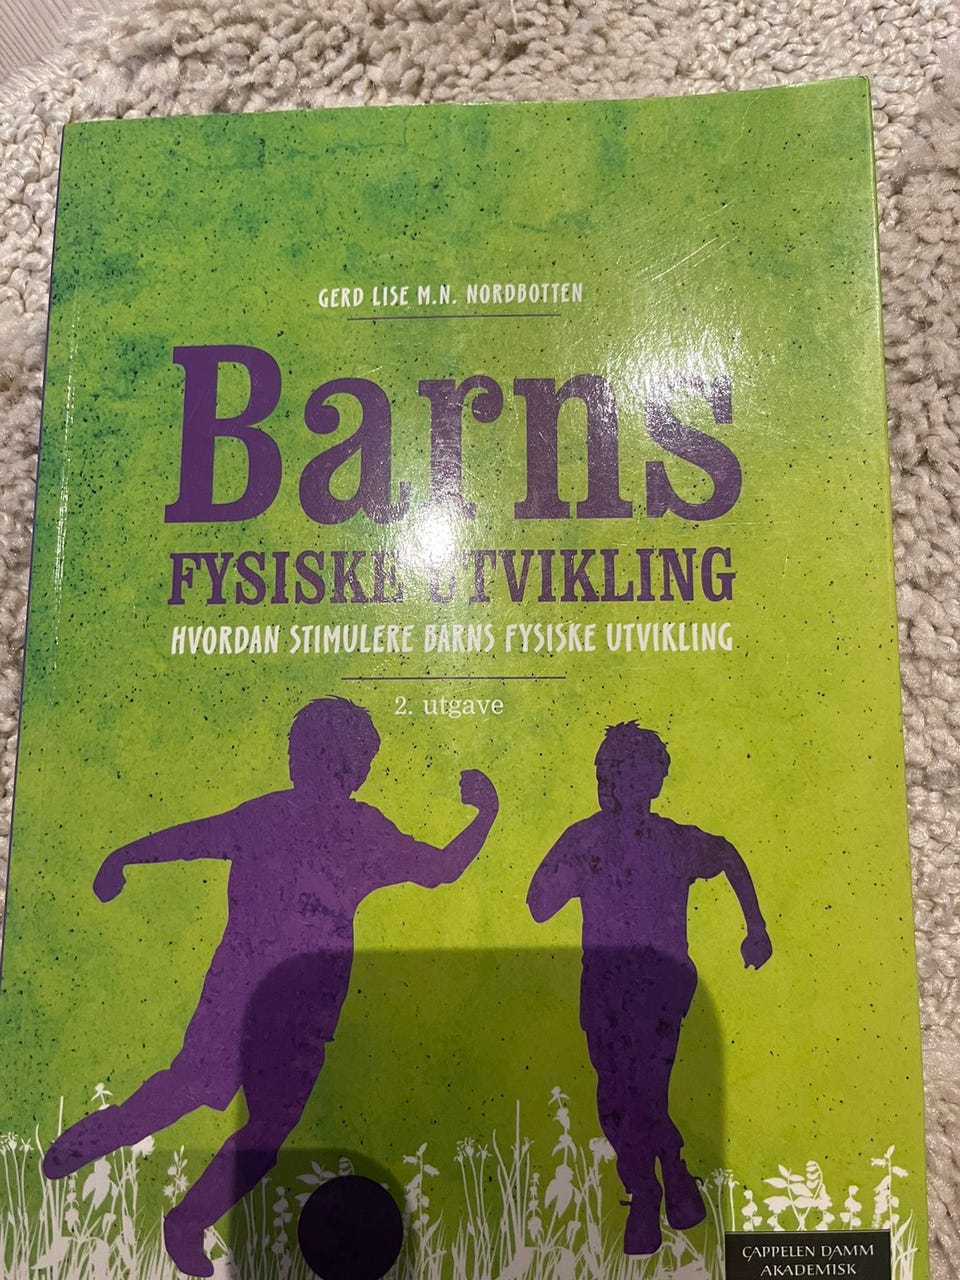 GERD LISE M.N. NORDBOTTEN
Barns
FYSISKE UTVIKLING
HVORDAN STIMULERE BARNS FYSISKE UTVIKLING
2. utgave
CAPPELEN DAMM
AKADEMISK